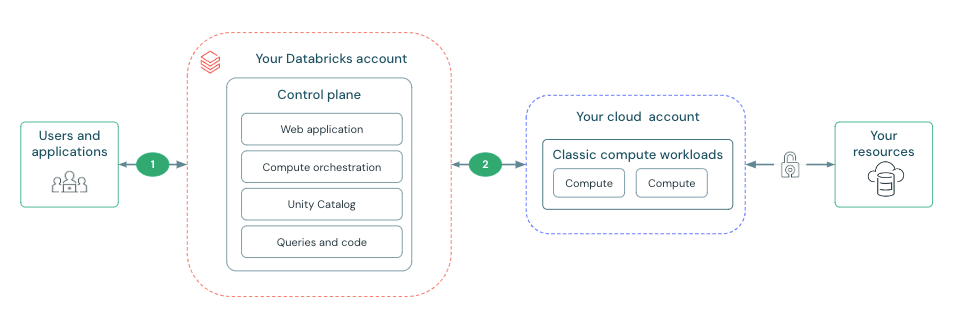 Users and
applications
1
Your Databricks account
Control plane
Web application
Compute orchestration
Unity Catalog
Queries and code
2
Your cloud account
Classic compute workloads
Compute
Compute
Your
resources